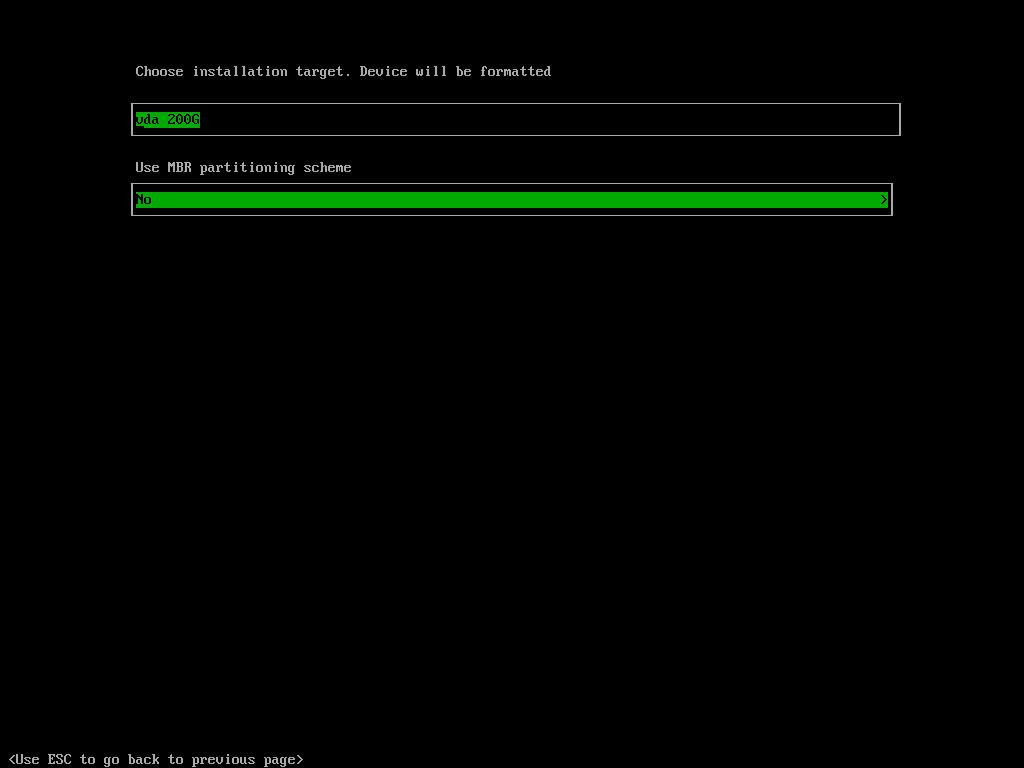 Choose installation target. Device will be formatted
vda 200G
Use MBR partitioning scheme
No >
<Use ESC to go back to previous page>